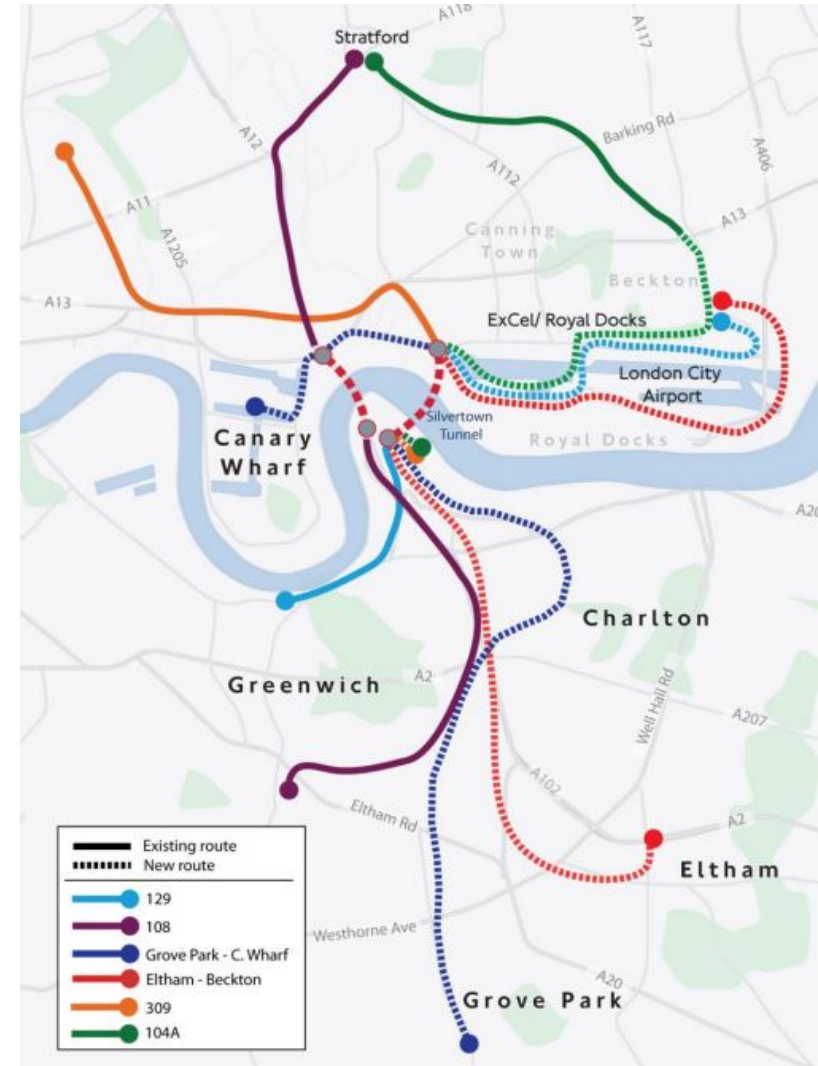 A118
Stratford
A117
A12
Barking Rd
A406
A112
A11
A13
Canning
Town
A1205
Beckton
A13
ExCel/ Royal Docks
London City
Airport
Silvertown
Tunnel
Royal Docks
Canary
Wharf
A20
Charlton
Greenwich
A2
Well Hall Rd
A207
A102
Eltham Rd
A2
Eltham
Existing route
New route
129
108
Grove Park - C. Wharf
Eltham - Beckton
309
104A
Westhorne Ave
A20
Grove Park